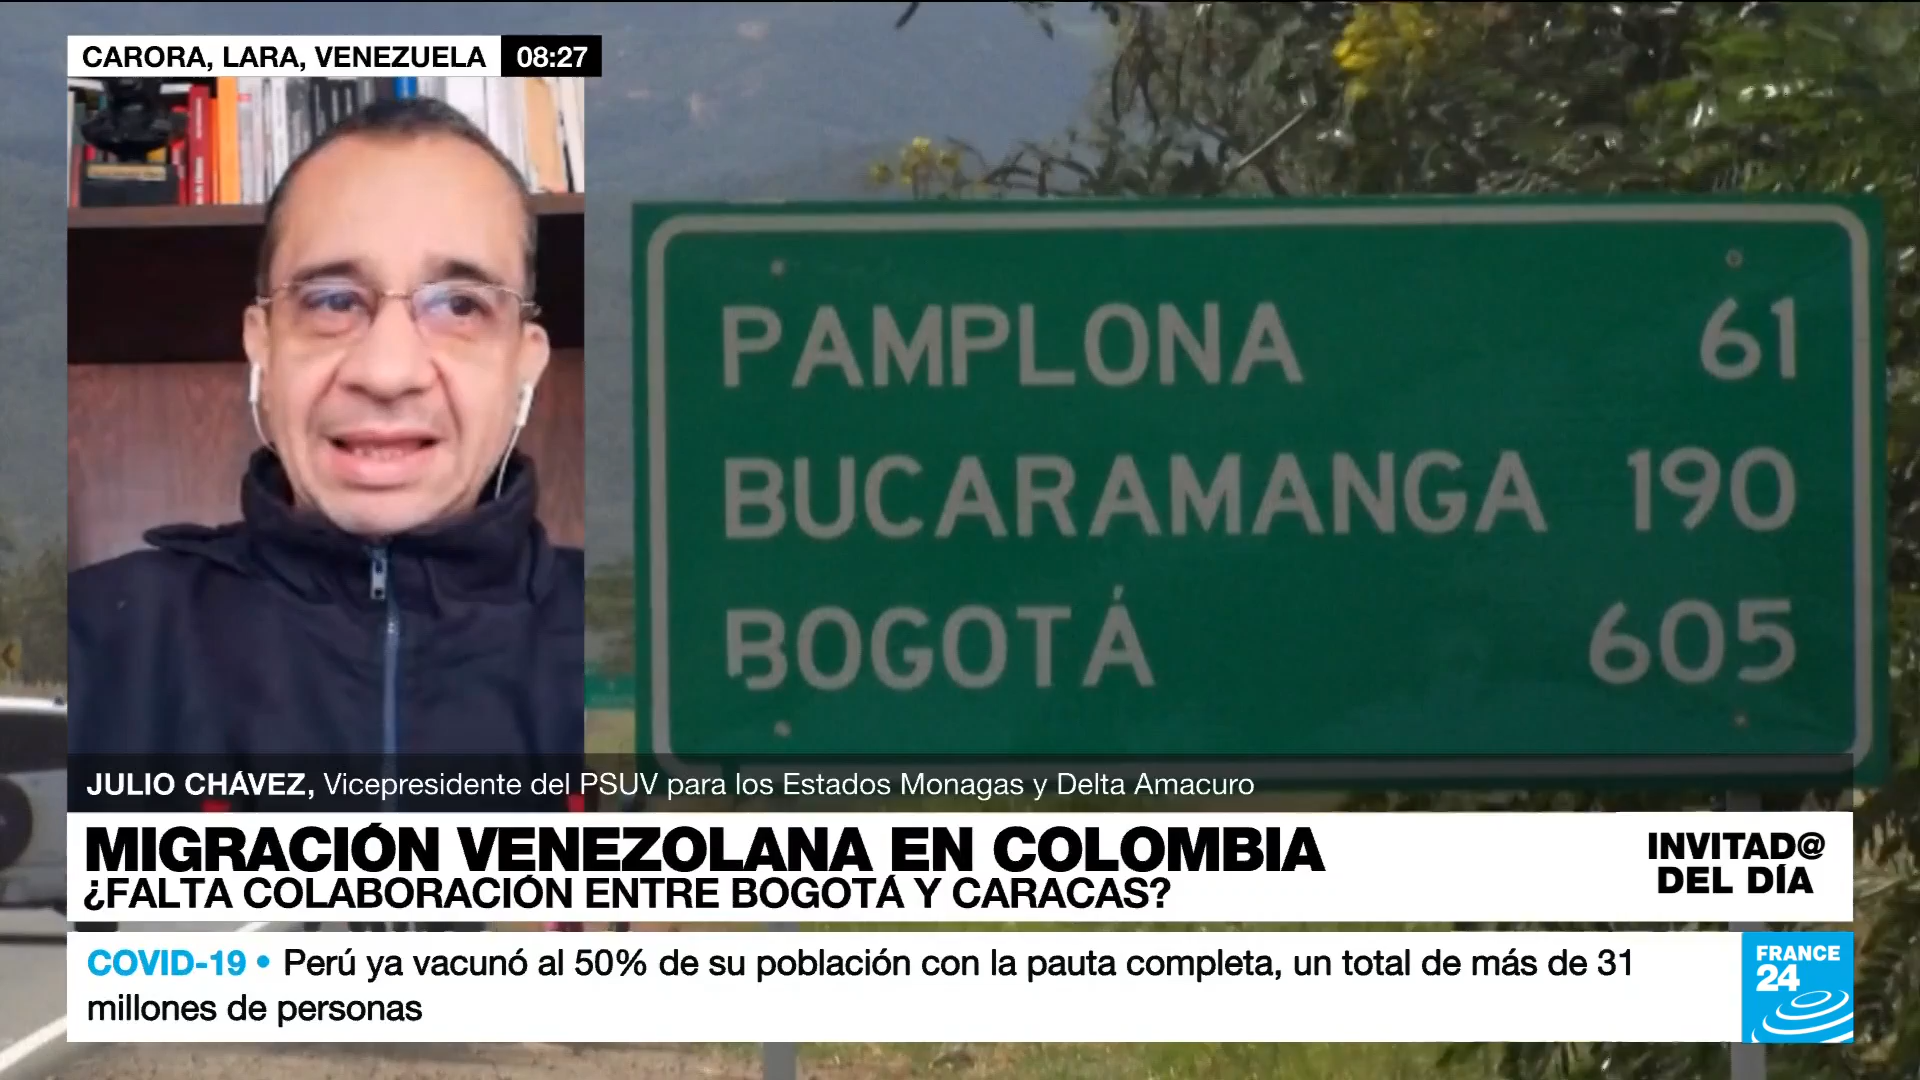 CARORA, LARA, VENEZUELA 08:27
PAMPLONA 61
BUCARAMANGA 190
BOGOTÁ 605
JULIO CHÁVEZ, Vicepresidente del PSUV para los Estados Monagas y Delta Amacuro
MIGRACIÓN VENEZOLANA EN COLOMBIA
¿FALTA COLABORACIÓN ENTRE BOGOTÁ Y CARACAS?
INVITAD@
DEL DÍA
COVID-19 • Perú ya vacunó al 50% de su población con la pauta completa, un total de más de 31
millones de personas
FRANCE
24